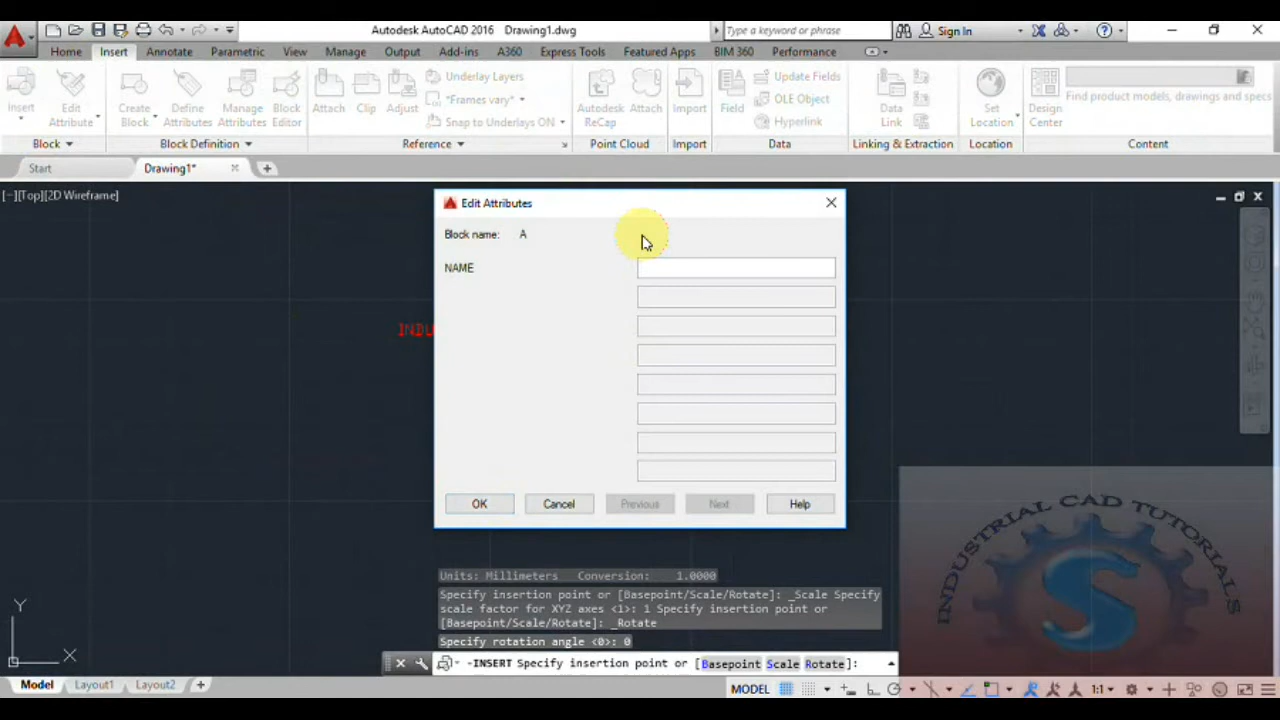 Autodesk AutoCAD 2016 Drawing1.dwg
Type a keyword or phrase
Sign In
Home Insert Annotate Parametric View Manage Output Add-ins A360 Express Tools Featured Apps BIM 360 Performance
Insert
Edit Attribute
Create Block
Define Attributes
Manage Attributes
Block Editor
Attach
Clip
Adjust
Underlay Layers
*Frames vary*
Snap to Underlays ON
Autodesk ReCap
Attach
Import
Field
Update Fields
OLE Object
Hyperlink
Data Link
Set Location
Design Center
Find product models, drawings and specs
Block Block Definition Reference Point Cloud Import Data Linking & Extraction Location Content
Start Drawing1*
[−][Top][2D Wireframe]
Edit Attributes
Block name: A
NAME
INDU
OK Cancel Previous Next Help
INDUSTRIAL CAD TUTORIALS
S
Units: Millimeters Conversion: 1.0000
Specify insertion point or [Basepoint/Scale/Rotate]: _Scale Specify
scale factor for XYZ axes <1>: 1 Specify insertion point or
[Basepoint/Scale/Rotate]: _Rotate
Specify rotation angle <0>: 0
-INSERT Specify insertion point or [Basepoint Scale Rotate]:
Y
X
Model Layout1 Layout2
MODEL 1:1